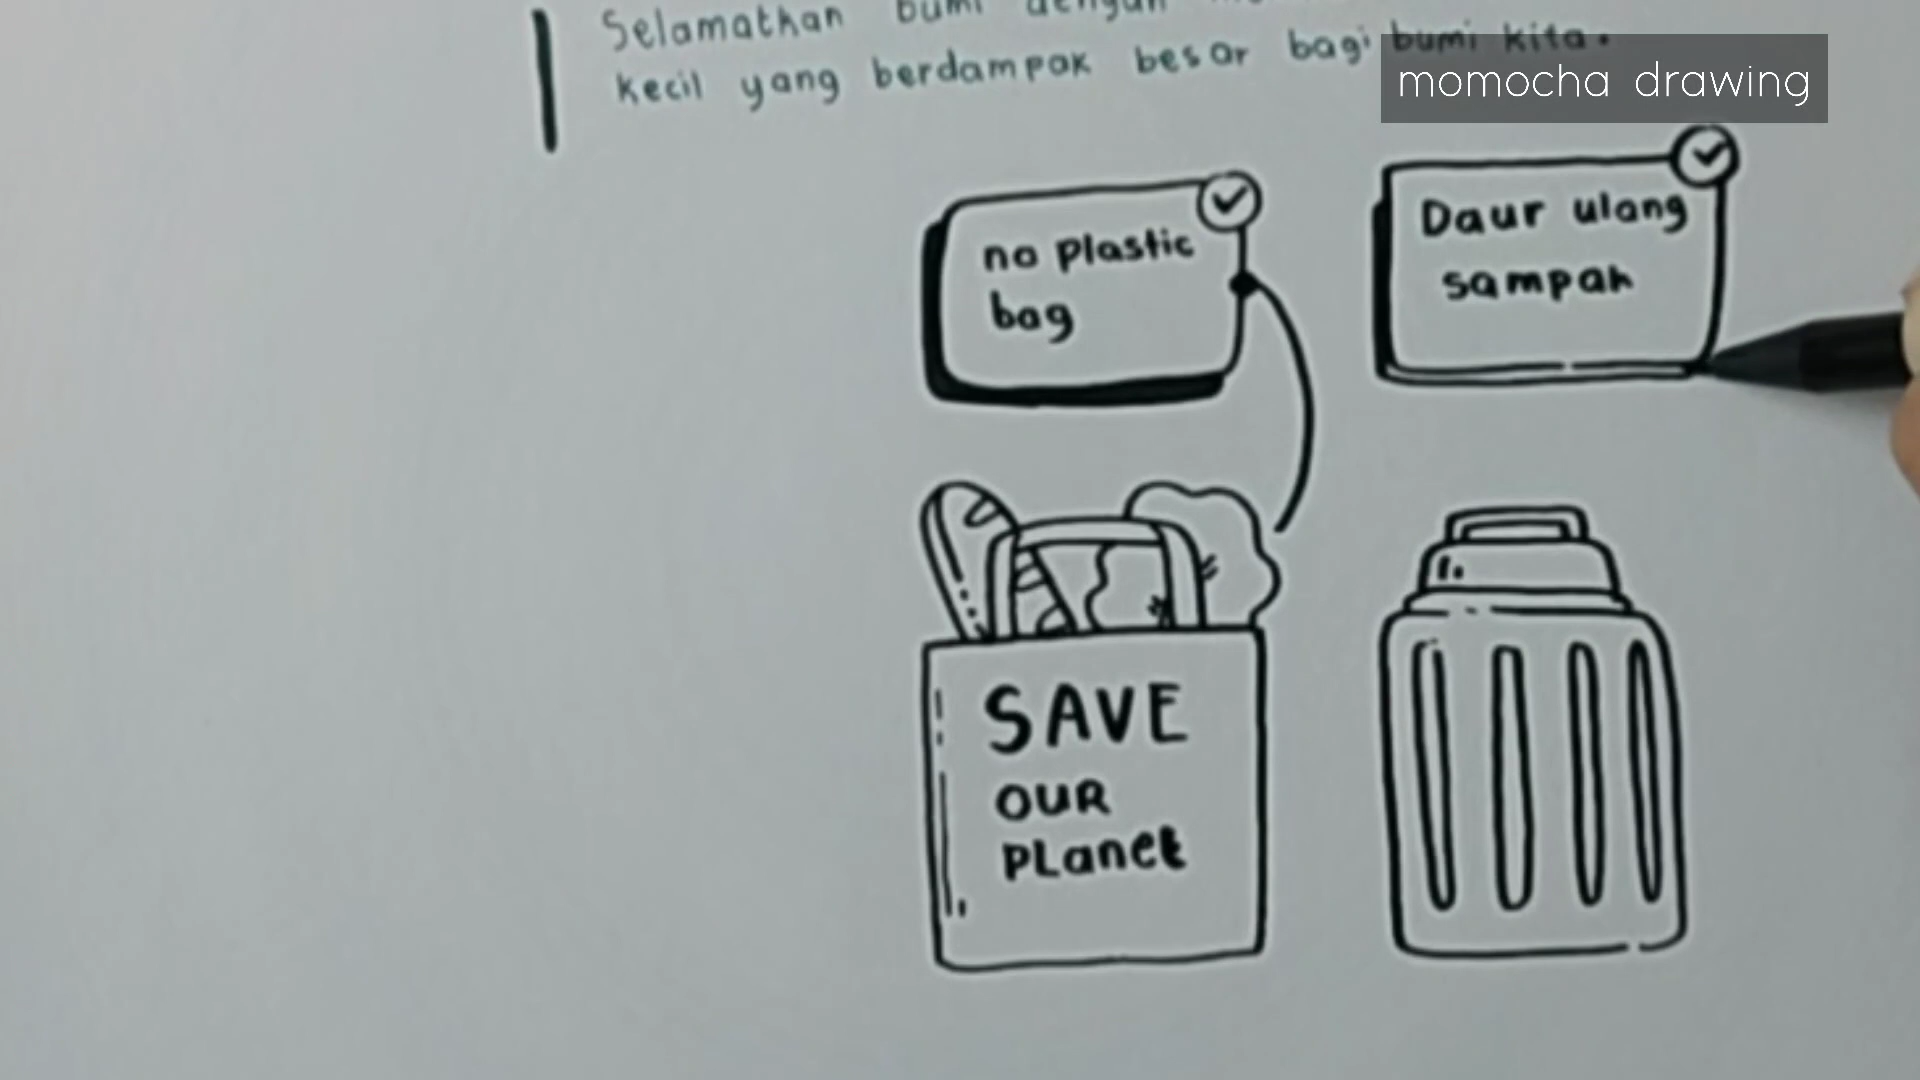 Selamatkan bumi dengan
kecil yang berdampak besar bagi bumi kita.
momocha drawing
no plastic
bag
Daur ulang
sampah
SAVE
OUR
PLanet